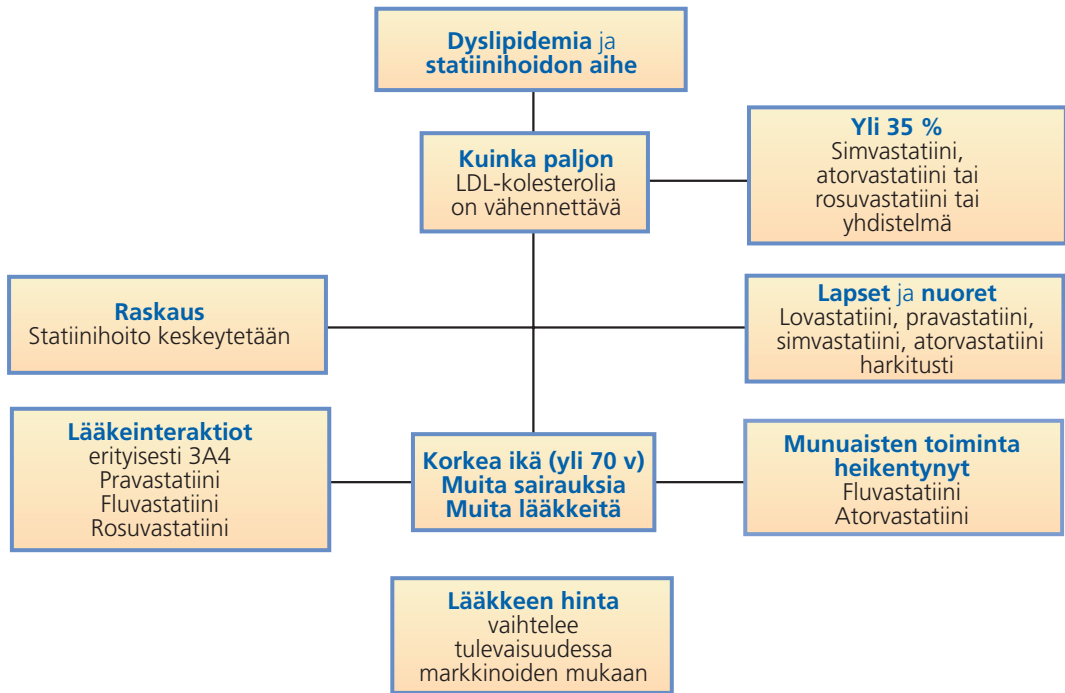 Dyslipidemia ja
statiinihoidon aihe
Kuinka paljon
LDL-kolesterolia
on vähennettävä
Yli 35 %
Simvastatiini,
atorvastatiini tai
rosuvastatiini tai
yhdistelmä
Raskaus
Statiinihoito keskeytetään
Lapset ja nuoret
Lovastatiini, pravastatiini,
simvastatiini, atorvastatiini
harkitusti
Lääkeinteraktiot
erityisesti 3A4
Pravastatiini
Fluvastatiini
Rosuvastatiini
Korkea ikä (yli 70 v)
Muita sairauksia
Muita lääkkeitä
Munuaisten toiminta
heikentynyt
Fluvastatiini
Atorvastatiini
Lääkkeen hinta
vaihtelee
tulevaisuudessa
markkinoiden mukaan